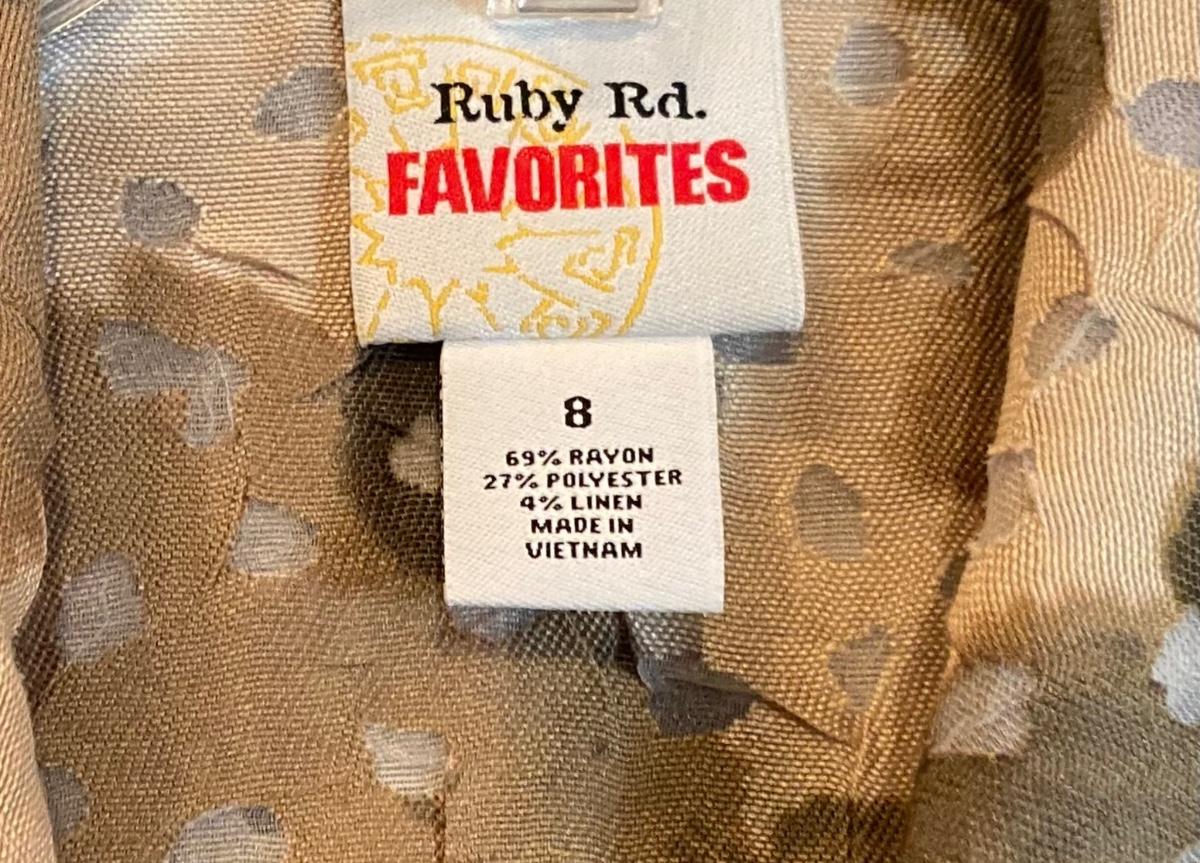 Ruby Rd.
FAVORITES
8
69% RAYON
27% POLYESTER
4% LINEN
MADE IN
VIETNAM